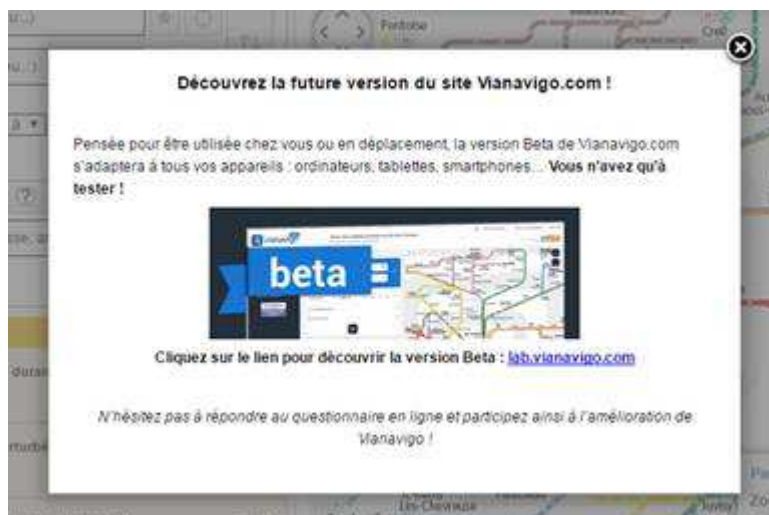 Pontoise
Creil
Découvrez la future version du site Vianavigo.com !
Pensée pour être utilisée chez vous ou en déplacement, la version Beta de Vianavigo.com
s'adaptera à tous vos appareils : ordinateurs, tablettes, smartphones... Vous n'avez qu'à
tester !
beta
Cliquez sur le lien pour découvrir la version Beta : lab.vianavigo.com
N'hésitez pas à répondre au questionnaire en ligne et participez ainsi à l'amélioration de
Vianavigo !